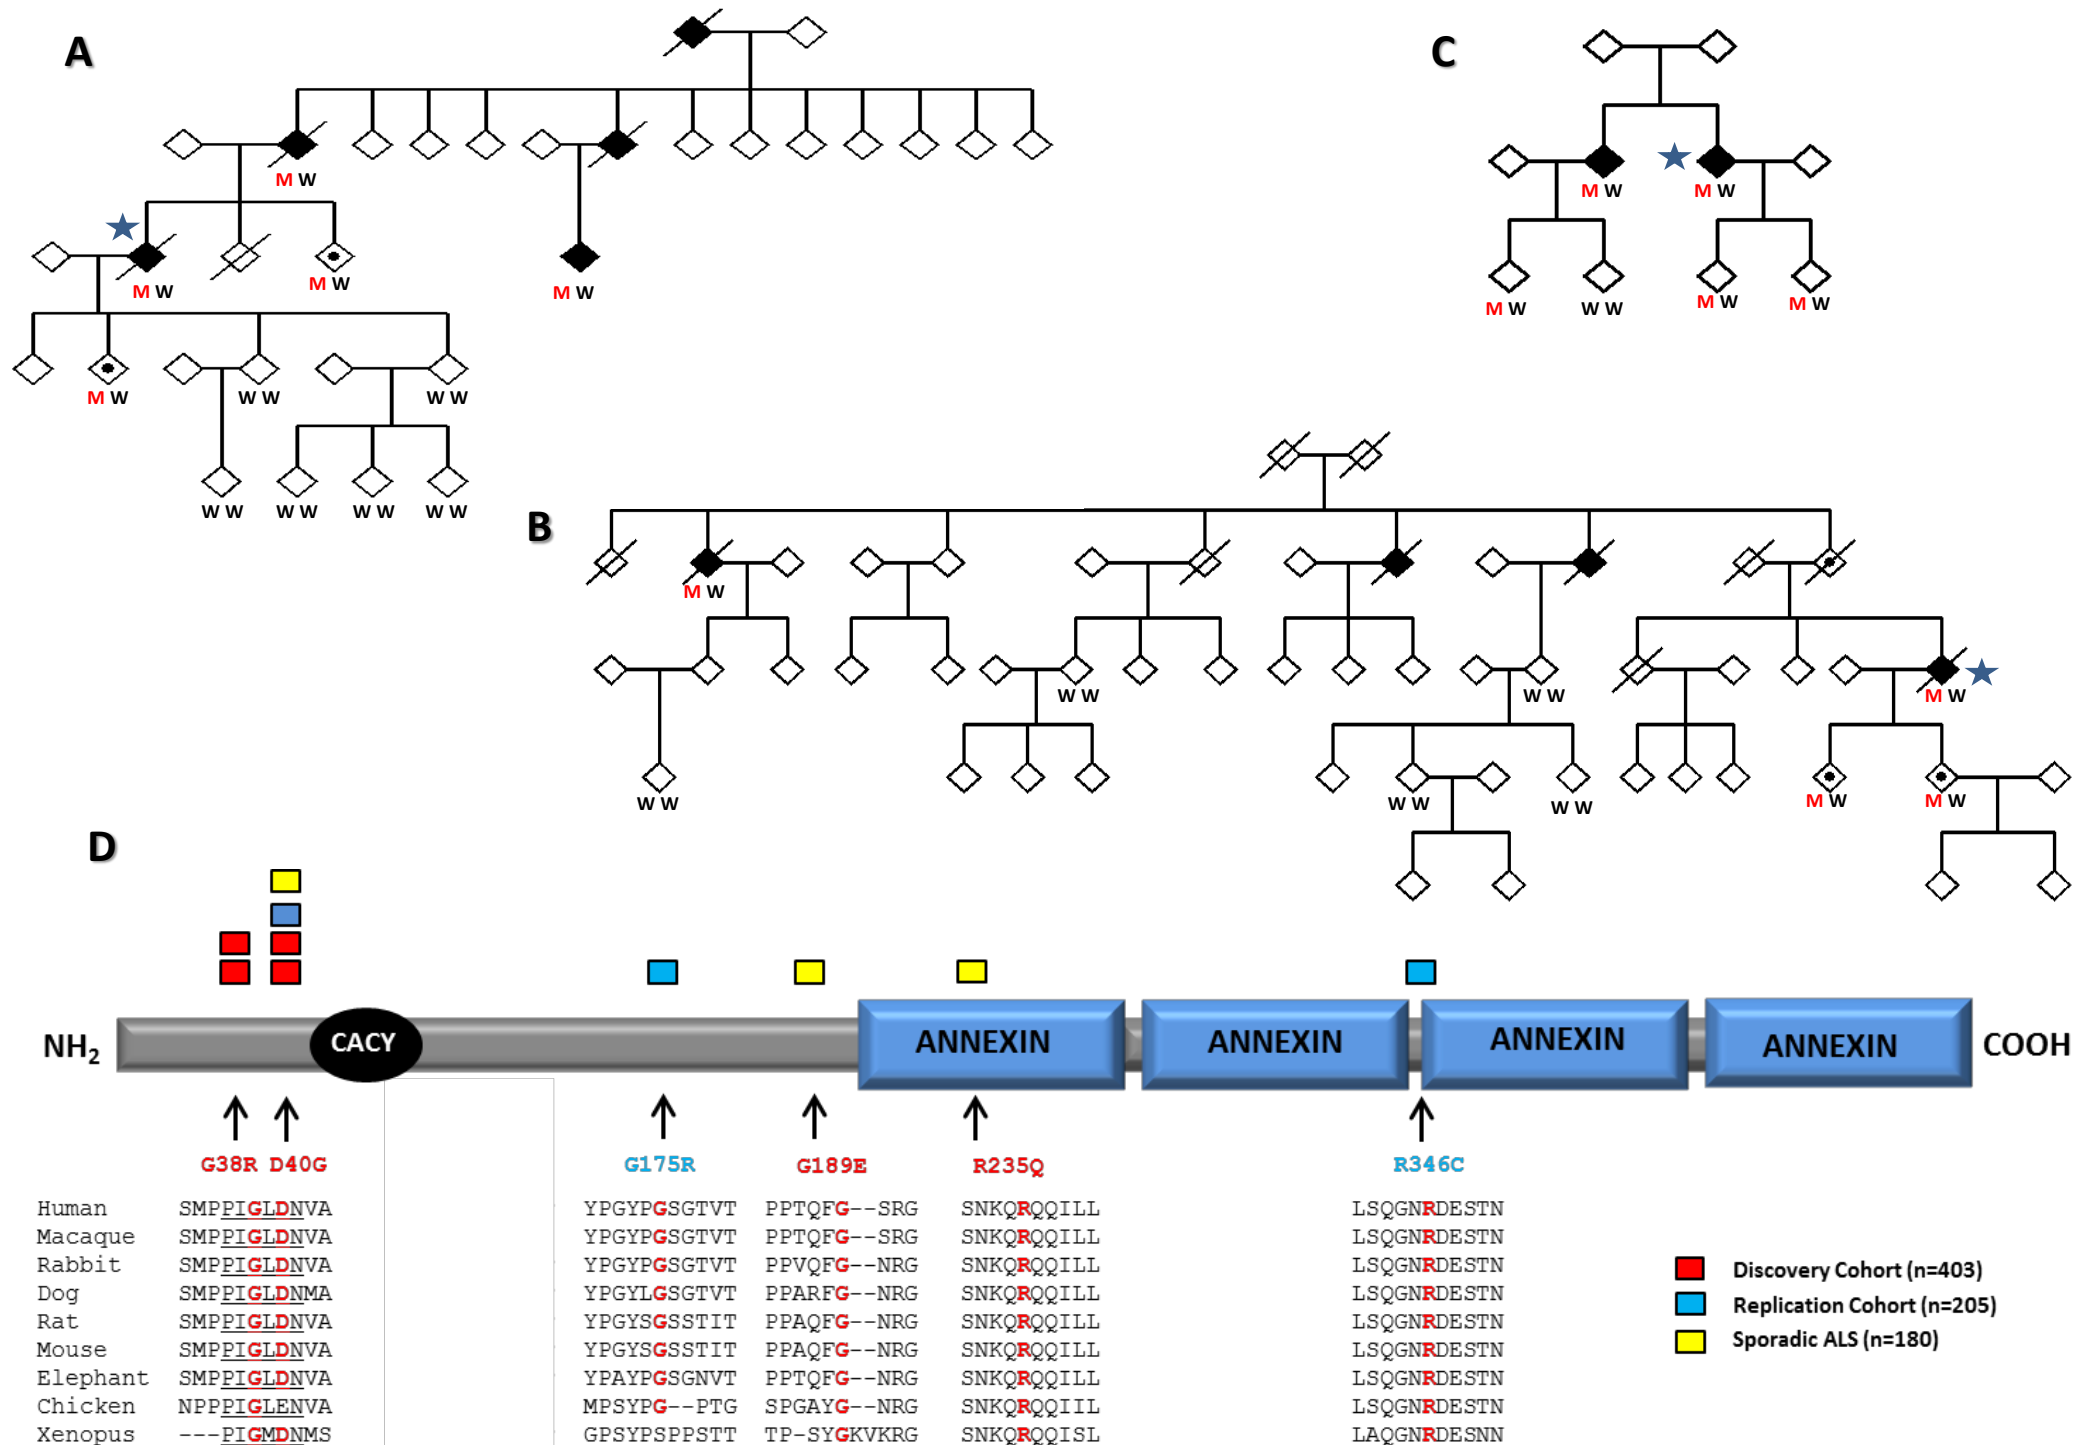 A
C
M W
M W
M W
M W
M W
M W
M W
W W
M W
M W
M W
W W
W W
W W
W W
W W
W W
B
M W
W W
W W
M W
W W
W W
W W
M W
M W
D
NH2
CACY
ANNEXIN
ANNEXIN
ANNEXIN
ANNEXIN
COOH
G38R D40G G175R G189E R235Q R346C
Human SMPPIGLDNVA YPGYPGSGTVT PPTQFG--SRG SNKQRQQILL LSQGNRDESTN
Macaque SMPPIGLDNVA YPGYPGSGTVT PPTQFG--SRG SNKQRQQILL LSQGNRDESTN
Rabbit SMPPIGLDNVA YPGYPGSGTVT PPVQFG--NRG SNKQRQQILL LSQGNRDESTN
Dog SMPPIGLDNMA YPGYLGSGTVT PPARFG--NRG SNKQRQQILL LSQGNRDESTN
Rat SMPPIGLDNVA YPGYSGSSTIT PPAQFG--NRG SNKQRQQILL LSQGNRDESTN
Mouse SMPPIGLDNVA YPGYSGSSTIT PPAQFG--NRG SNKQRQQILL LSQGNRDESTN
Elephant SMPPIGLDNVA YPAYPGSGNVT PPTQFG--NRG SNKQRQQILL LSQGNRDESTN
Chicken NPPPIGLENVA MPSYPG--PTG SPGAYG--NRG SNKQRQQIIL LSQGNRDESTN
Xenopus ---PIGMDNMS GPSYPSPPSTT TP-SYGKVKRG SNKQRQQISL LAQGNRDESNN
Discovery Cohort (n=403)
Replication Cohort (n=205)
Sporadic ALS (n=180)